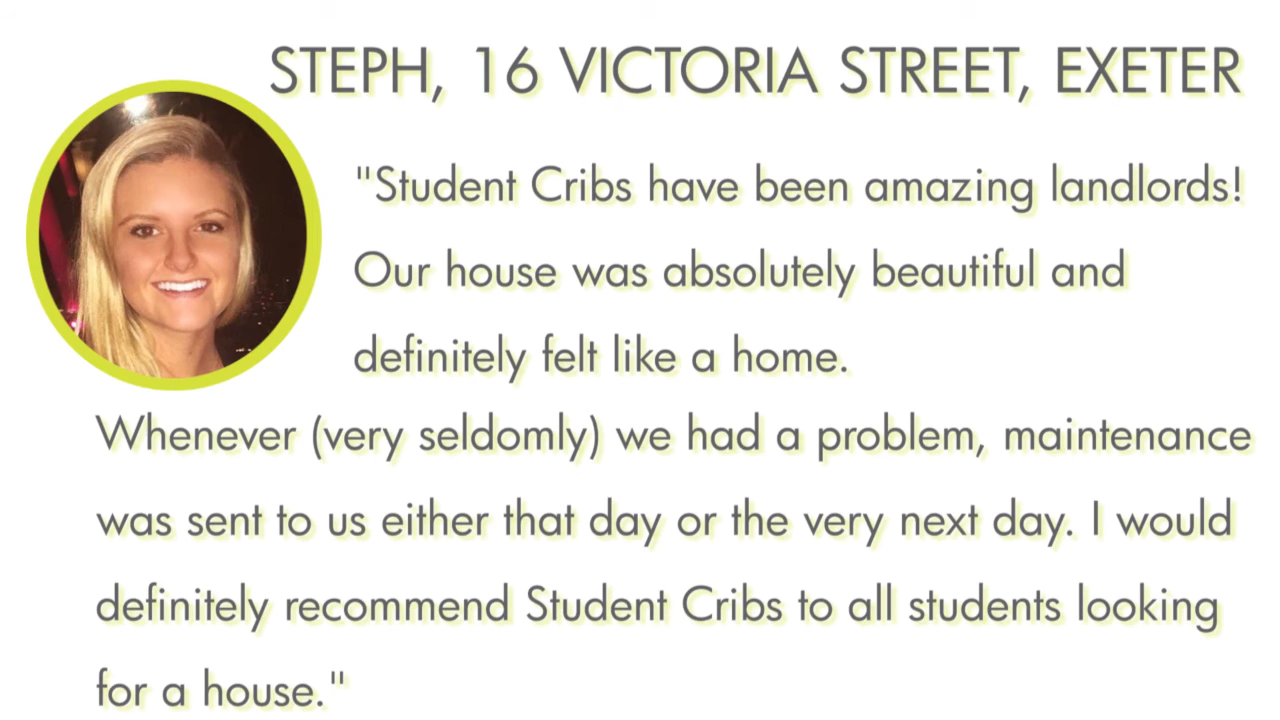 STEPH, 16 VICTORIA STREET, EXETER
"Student Cribs have been amazing landlords!
Our house was absolutely beautiful and
definitely felt like a home.
Whenever (very seldomly) we had a problem, maintenance
was sent to us either that day or the very next day. I would
definitely recommend Student Cribs to all students looking
for a house."